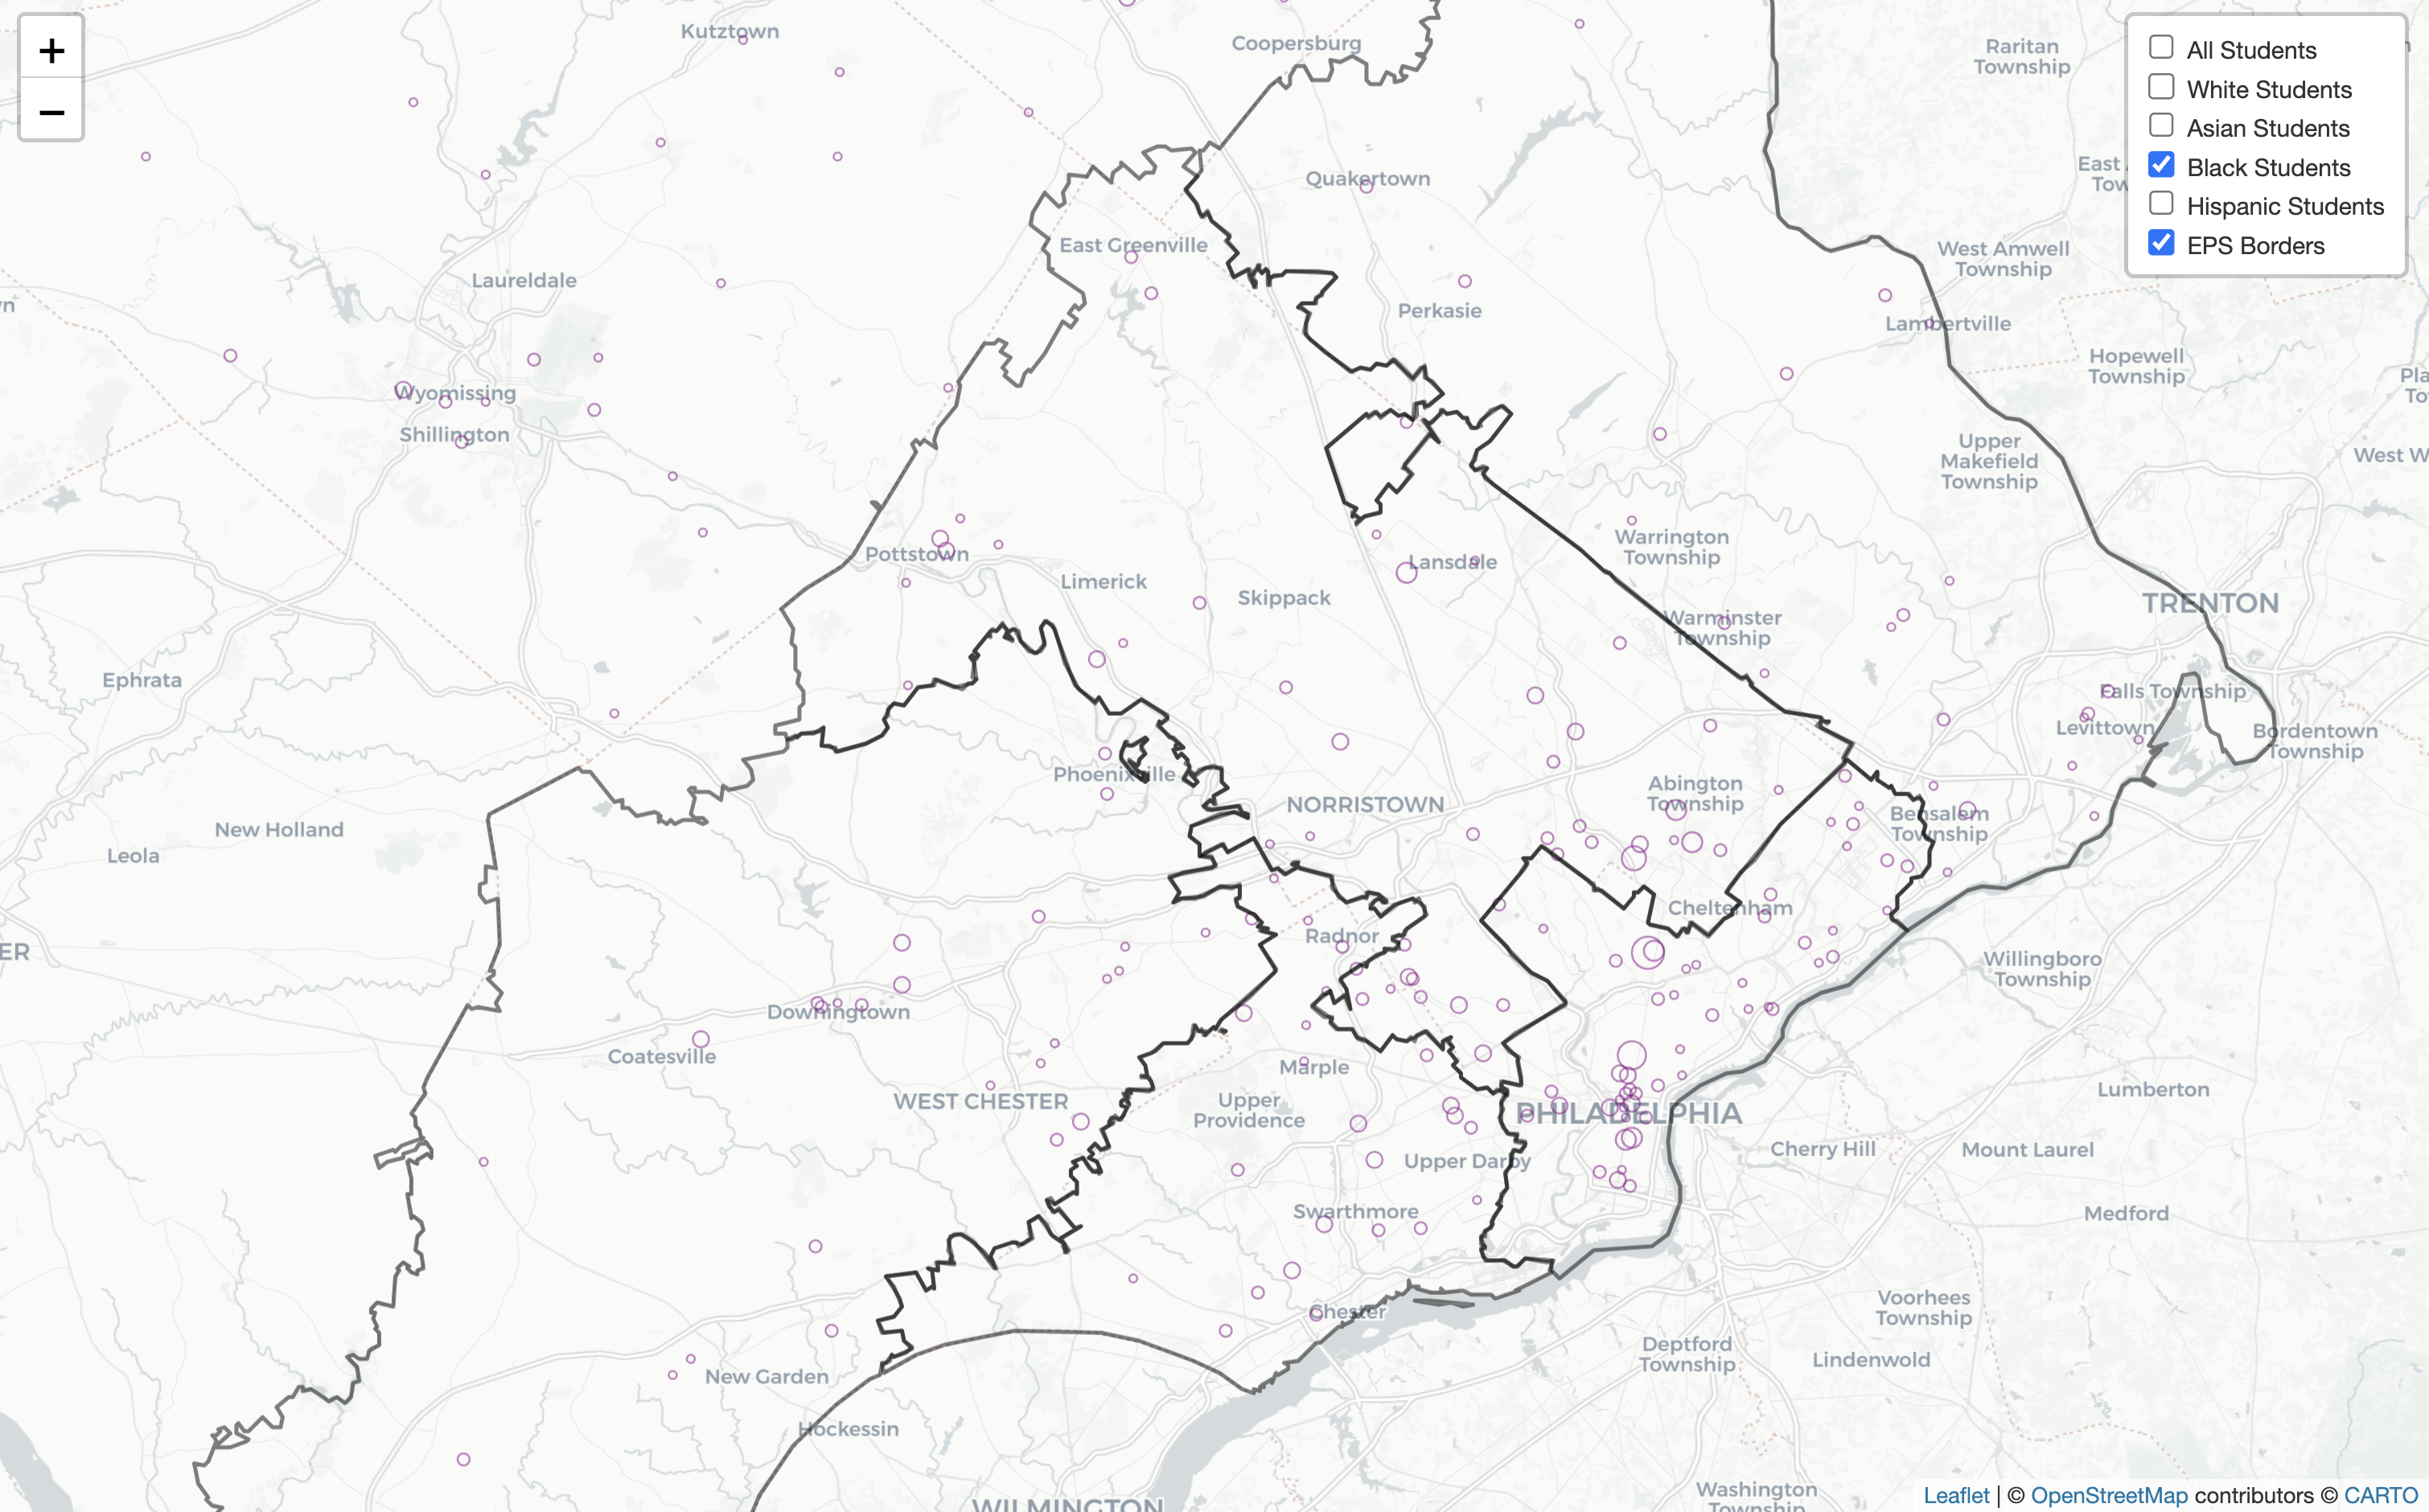 +
−
All Students
White Students
Asian Students
Black Students
Hispanic Students
EPS Borders
Kutztown
Coopersburg
Raritan
Township
Quakertown
East
Tow
East Greenville
West Amwell
Township
Laureldale
Perkasie
Lambertville
Hopewell
Township
Wyomissing
Shillington
Upper
Makefield
Township
West W
Pottstown
Limerick
Lansdale
Skippack
Warrington
Township
Warminster
Township
TRENTON
Ephrata
Falls Township
Levittown
Bordentown
Township
Phoenixville
NORRISTOWN
Abington
Township
Bensalem
Township
New Holland
Leola
Cheltenham
Radnor
ER
Willingboro
Township
Downingtown
Coatesville
Marple
WEST CHESTER
Upper
Providence
PHILADELPHIA
Lumberton
Cherry Hill
Mount Laurel
Upper Darby
Swarthmore
Medford
Chester
Voorhees
Township
Deptford
Township
Lindenwold
New Garden
Hockessin
WILMINGTON
Washington
Township
Leaflet | © OpenStreetMap contributors © CARTO